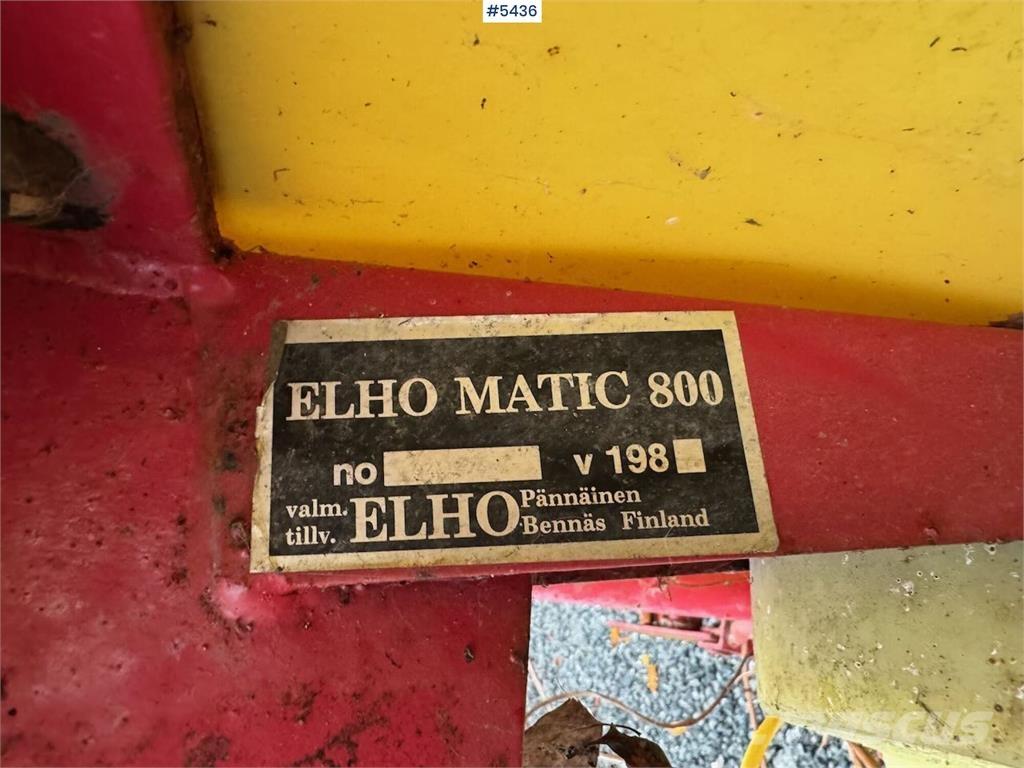 #5436
ELHO MATIC 800
no v 198
valm. ELHO Pännäinen
tillv. Bennäs Finland